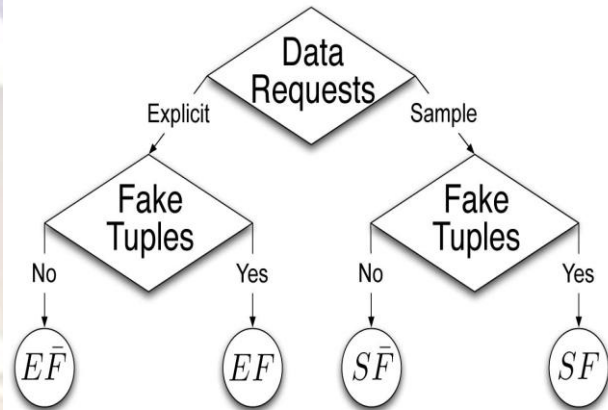 Data
Requests
Explicit
Sample
Fake
Tuples
Fake
Tuples
No
Yes
No
Yes
EF̄
EF
SF̄
SF